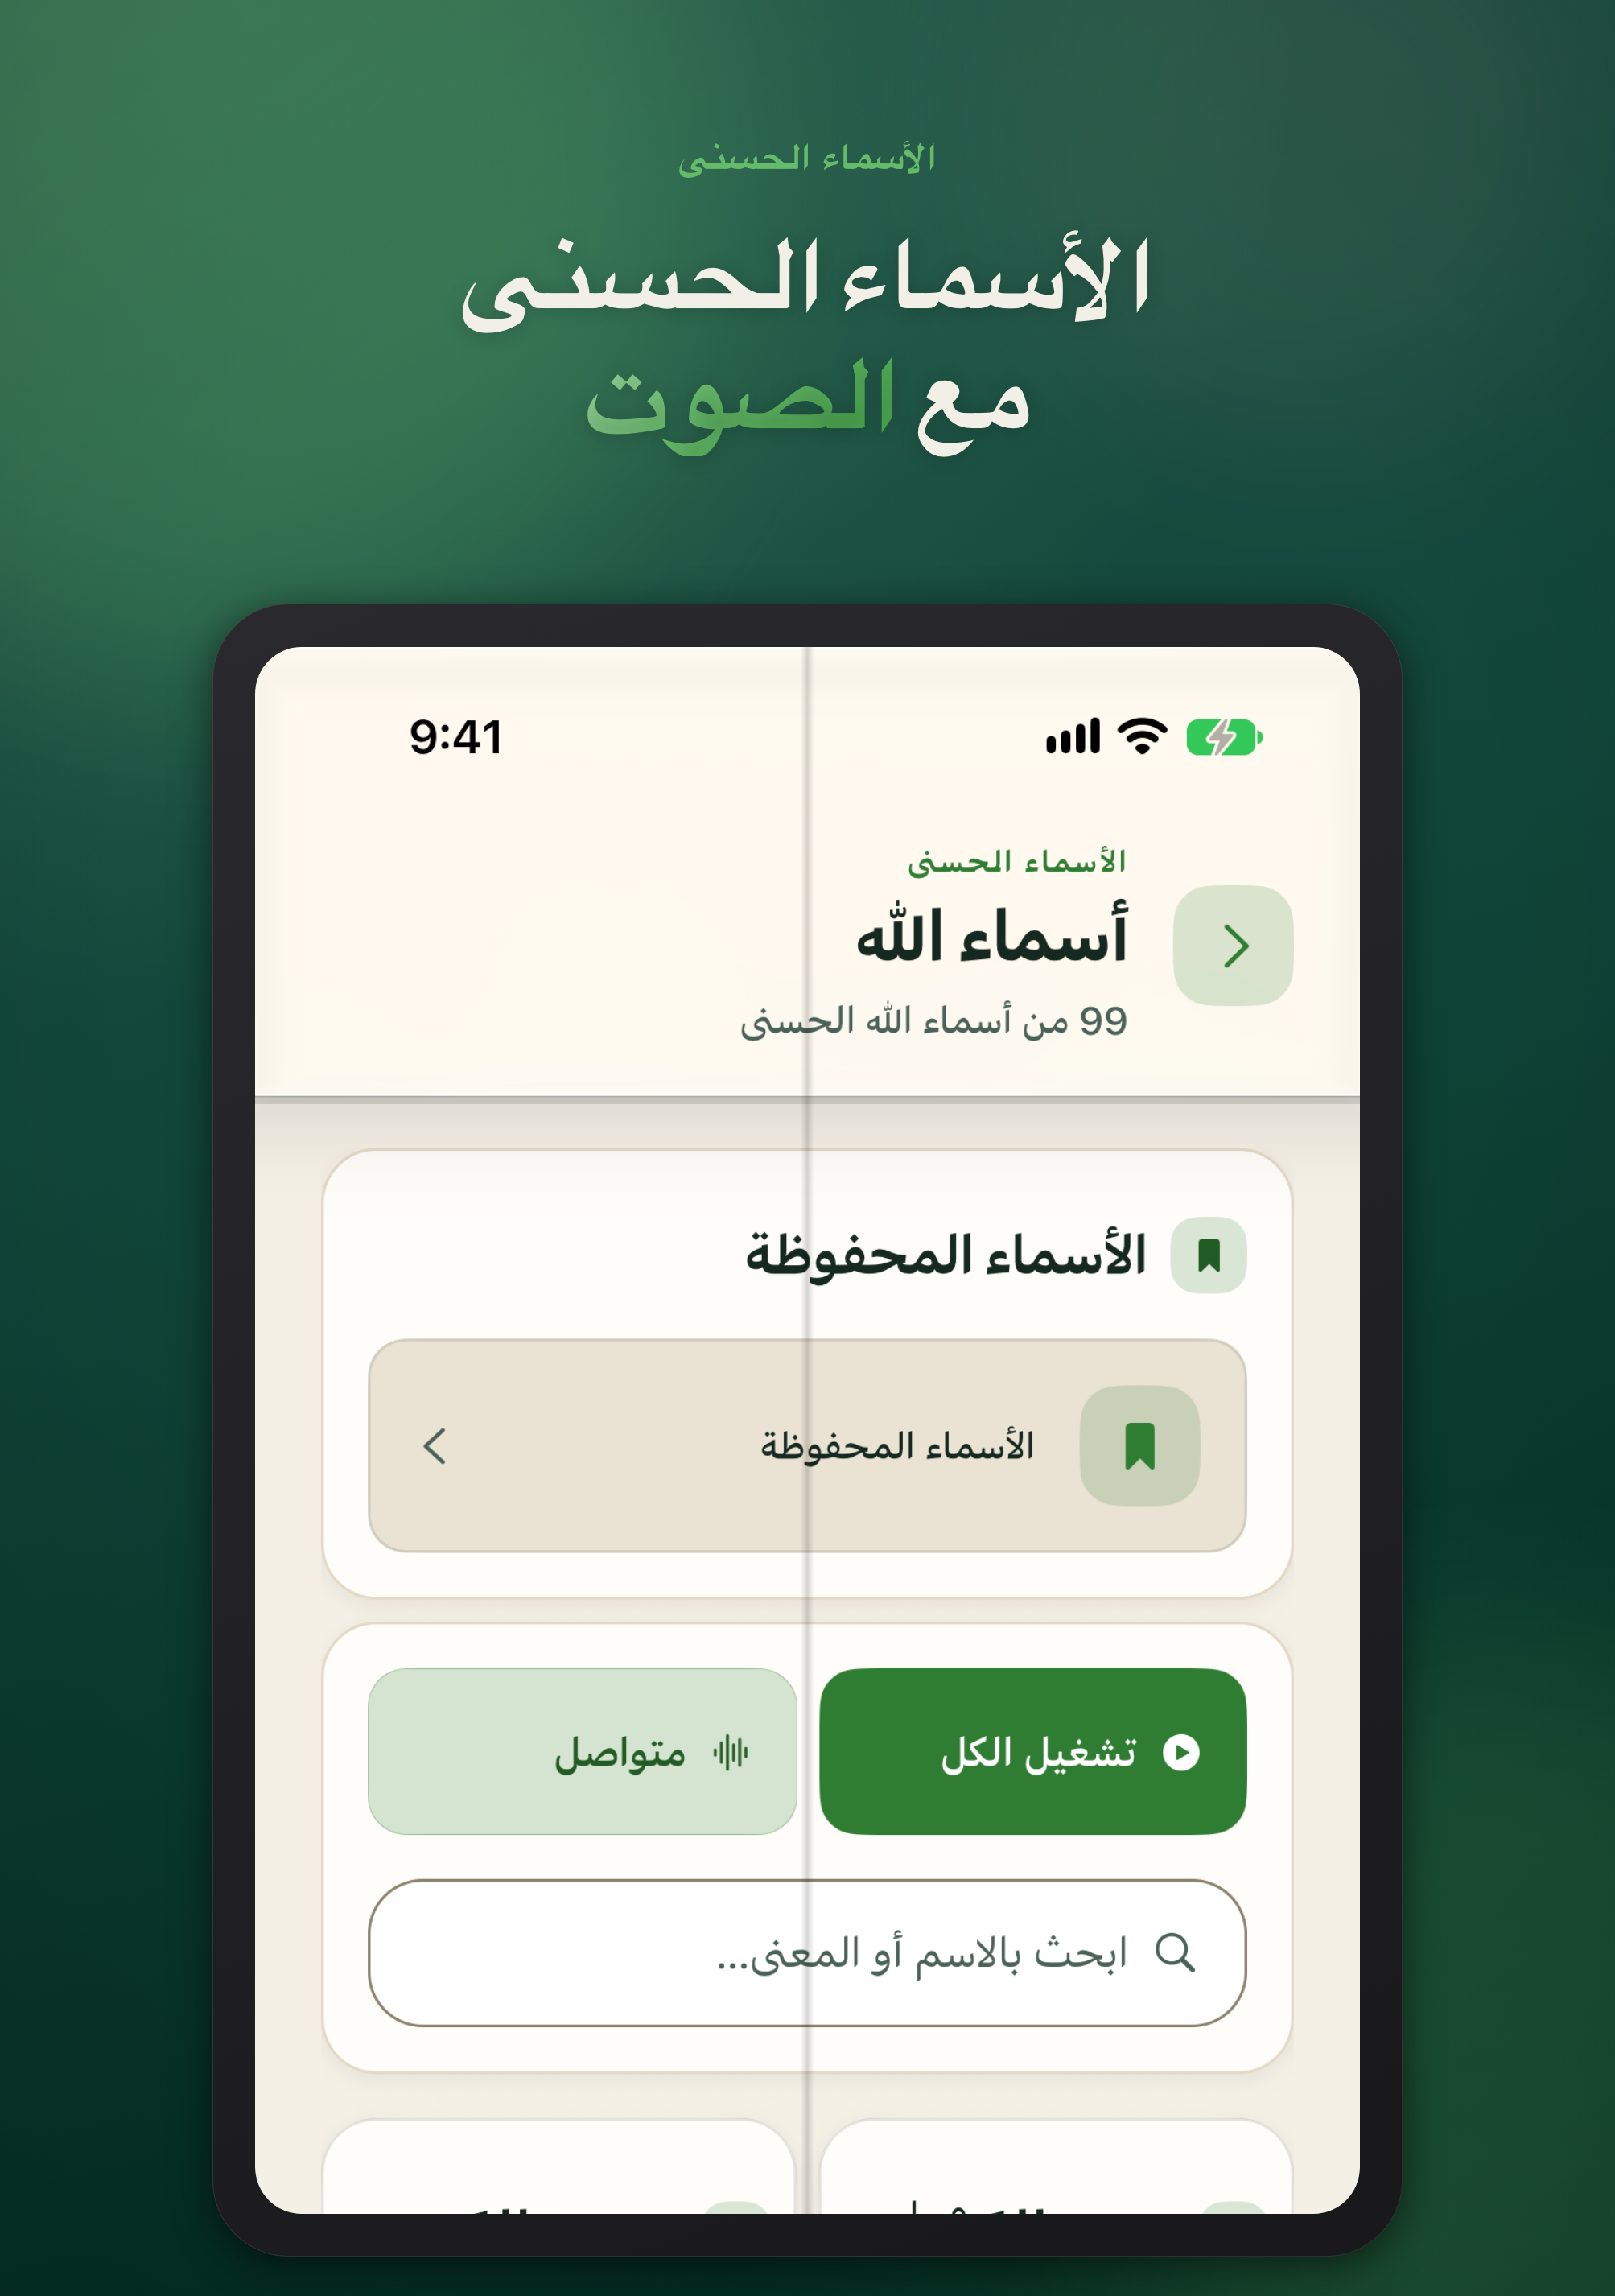 الأسماء الحسنى
الأسماء الحسنى
مع الصوت
9:41
الأسماء الحسنى
أسماء الله
99 من أسماء الله الحسنى
الأسماء المحفوظة
الأسماء المحفوظة
تشغيل الكل
متواصل
ابحث بالاسم أو المعنى...